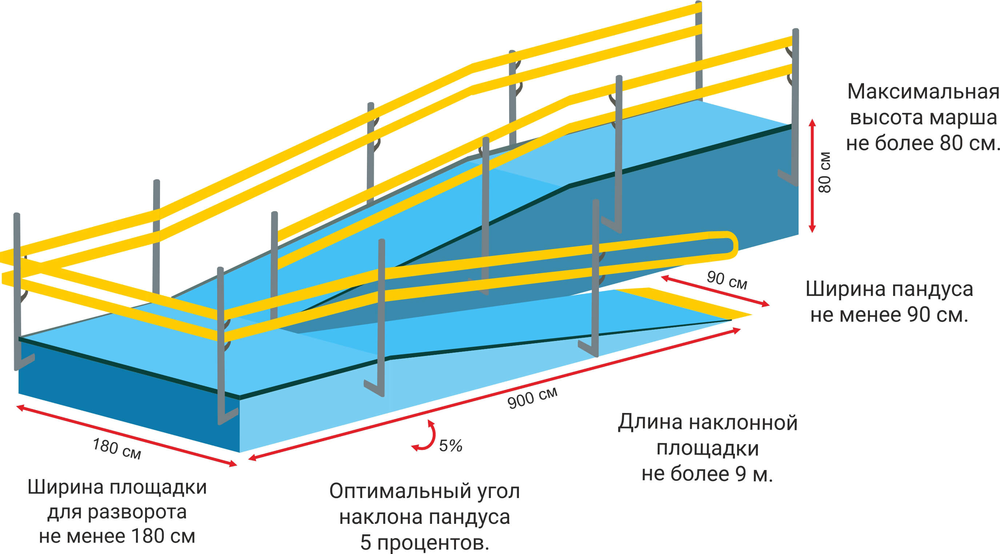 Максимальная
высота марша
не более 80 см.
80 см
90 см
Ширина пандуса
не менее 90 см.
900 см
Длина наклонной
площадки
не более 9 м.
5%
180 см
Ширина площадки
для разворота
не менее 180 см
Оптимальный угол
наклона пандуса
5 процентов.